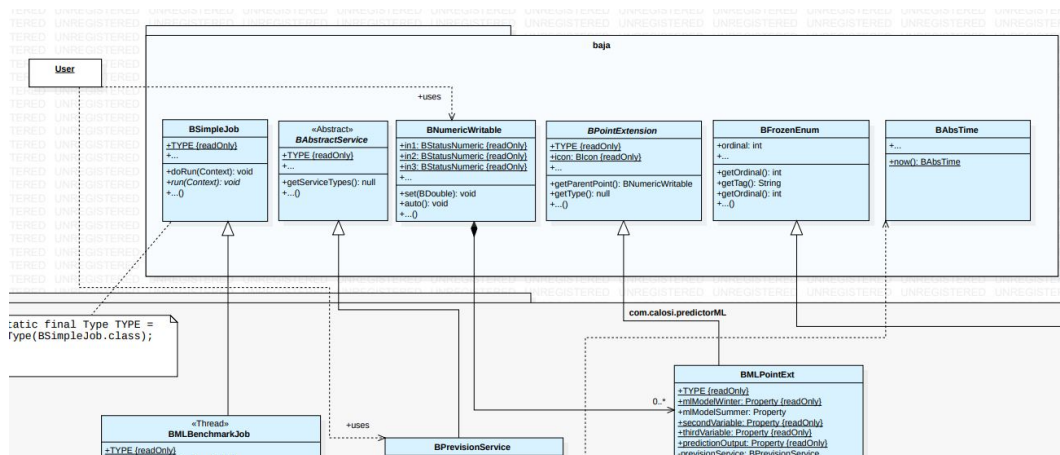 baja
User
+uses
BSimpleJob
+TYPE {readOnly}
+...
+doRun(Context): void
+run(Context): void
+...()
«Abstract»
BAbstractService
+TYPE {readOnly}
+...
+getServiceTypes(): null
+...()
BNumericWritable
+in1: BStatusNumeric {readOnly}
+in2: BStatusNumeric {readOnly}
+in3: BStatusNumeric {readOnly}
+...
+set(BDouble): void
+auto(): void
+...()
BPointExtension
+TYPE {readOnly}
+icon: BIcon {readOnly}
+...
+getParentPoint(): BNumericWritable
+getType(): null
+...()
BFrozenEnum
+ordinal: int
+...
+getOrdinal(): int
+getTag(): String
+getOrdinal(): int
+...()
BAbsTime
+...
+now(): BAbsTime
com.calosi.predictorML
tatic final Type TYPE =
Type(BSimpleJob.class);
0..*
BMLPointExt
+TYPE {readOnly}
+mlModelWinter: Property {readOnly}
+mlModelSummer: Property
+secondVariable: Property {readOnly}
+thirdVariable: Property {readOnly}
+predictionOutput: Property {readOnly}
-previsionService: BPrevisionService
«Thread»
BMLBenchmarkJob
+TYPE {readOnly}
+uses
BPrevisionService